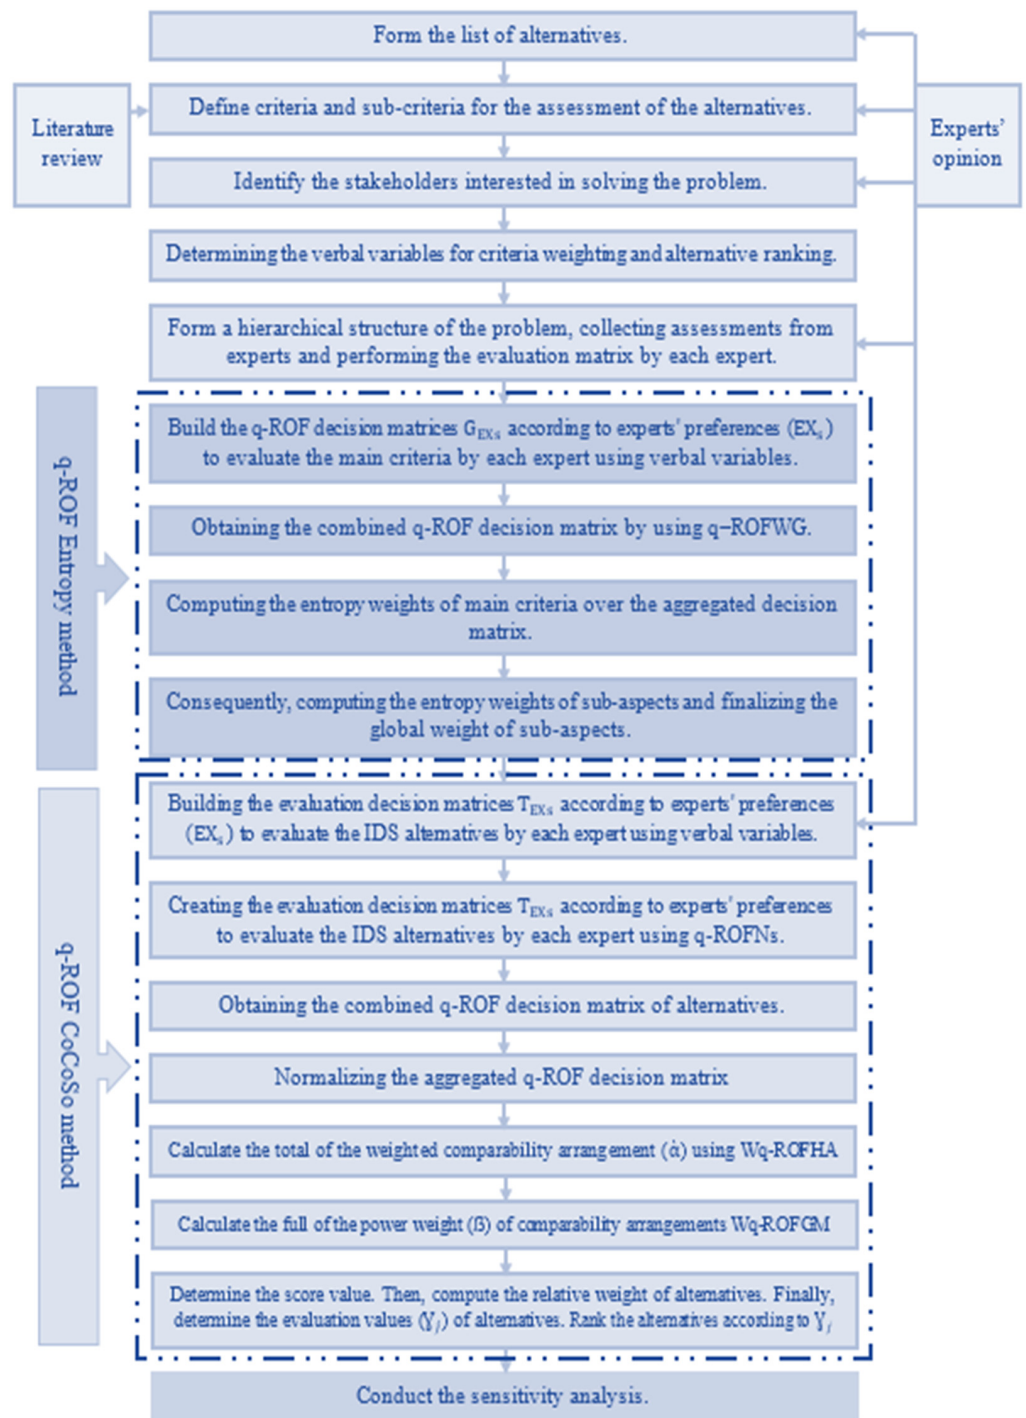 Form the list of alternatives.
Literature
review
Define criteria and sub-criteria for the assessment of the alternatives.
Experts'
opinion
Identify the stakeholders interested in solving the problem.
Determining the verbal variables for criteria weighting and alternative ranking.
Form a hierarchical structure of the problem, collecting assessments from
experts and performing the evaluation matrix by each expert.
q-ROF Entropy method
Build the q-ROF decision matrices G_EXs according to experts' preferences (EXs)
to evaluate the main criteria by each expert using verbal variables.
Obtaining the combined q-ROF decision matrix by using q−ROFWG.
Computing the entropy weights of main criteria over the aggregated decision
matrix.
Consequently, computing the entropy weights of sub-aspects and finalizing the
global weight of sub-aspects.
q-ROF CoCoSo method
Building the evaluation decision matrices T_EXs according to experts' preferences
(EXs) to evaluate the IDS alternatives by each expert using verbal variables.
Creating the evaluation decision matrices T_EXs according to experts' preferences
to evaluate the IDS alternatives by each expert using q-ROFNs.
Obtaining the combined q-ROF decision matrix of alternatives.
Normalizing the aggregated q-ROF decision matrix
Calculate the total of the weighted comparability arrangement (ά) using Wq-ROFHA
Calculate the full of the power weight (ß) of comparability arrangements Wq-ROFGM
Determine the score value. Then, compute the relative weight of alternatives. Finally,
determine the evaluation values (Ɣj) of alternatives. Rank the alternatives according to Ɣj
Conduct the sensitivity analysis.